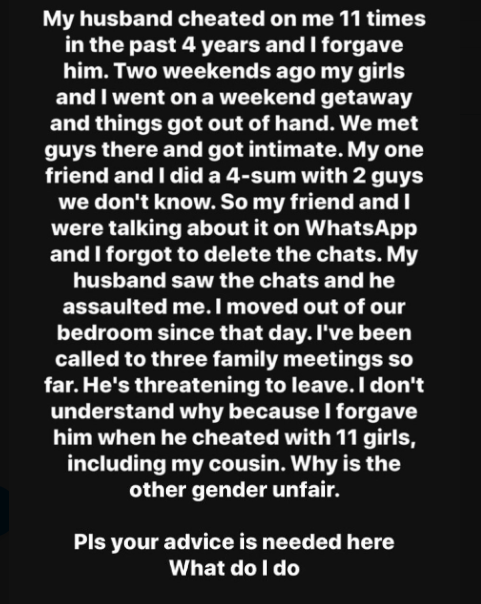 My husband cheated on me 11 times
in the past 4 years and I forgave
him. Two weekends ago my girls
and I went on a weekend getaway
and things got out of hand. We met
guys there and got intimate. My one
friend and I did a 4-sum with 2 guys
we don't know. So my friend and I
were talking about it on WhatsApp
and I forgot to delete the chats. My
husband saw the chats and he
assaulted me. I moved out of our
bedroom since that day. I've been
called to three family meetings so
far. He's threatening to leave. I don't
understand why because I forgave
him when he cheated with 11 girls,
including my cousin. Why is the
other gender unfair.
Pls your advice is needed here
What do I do